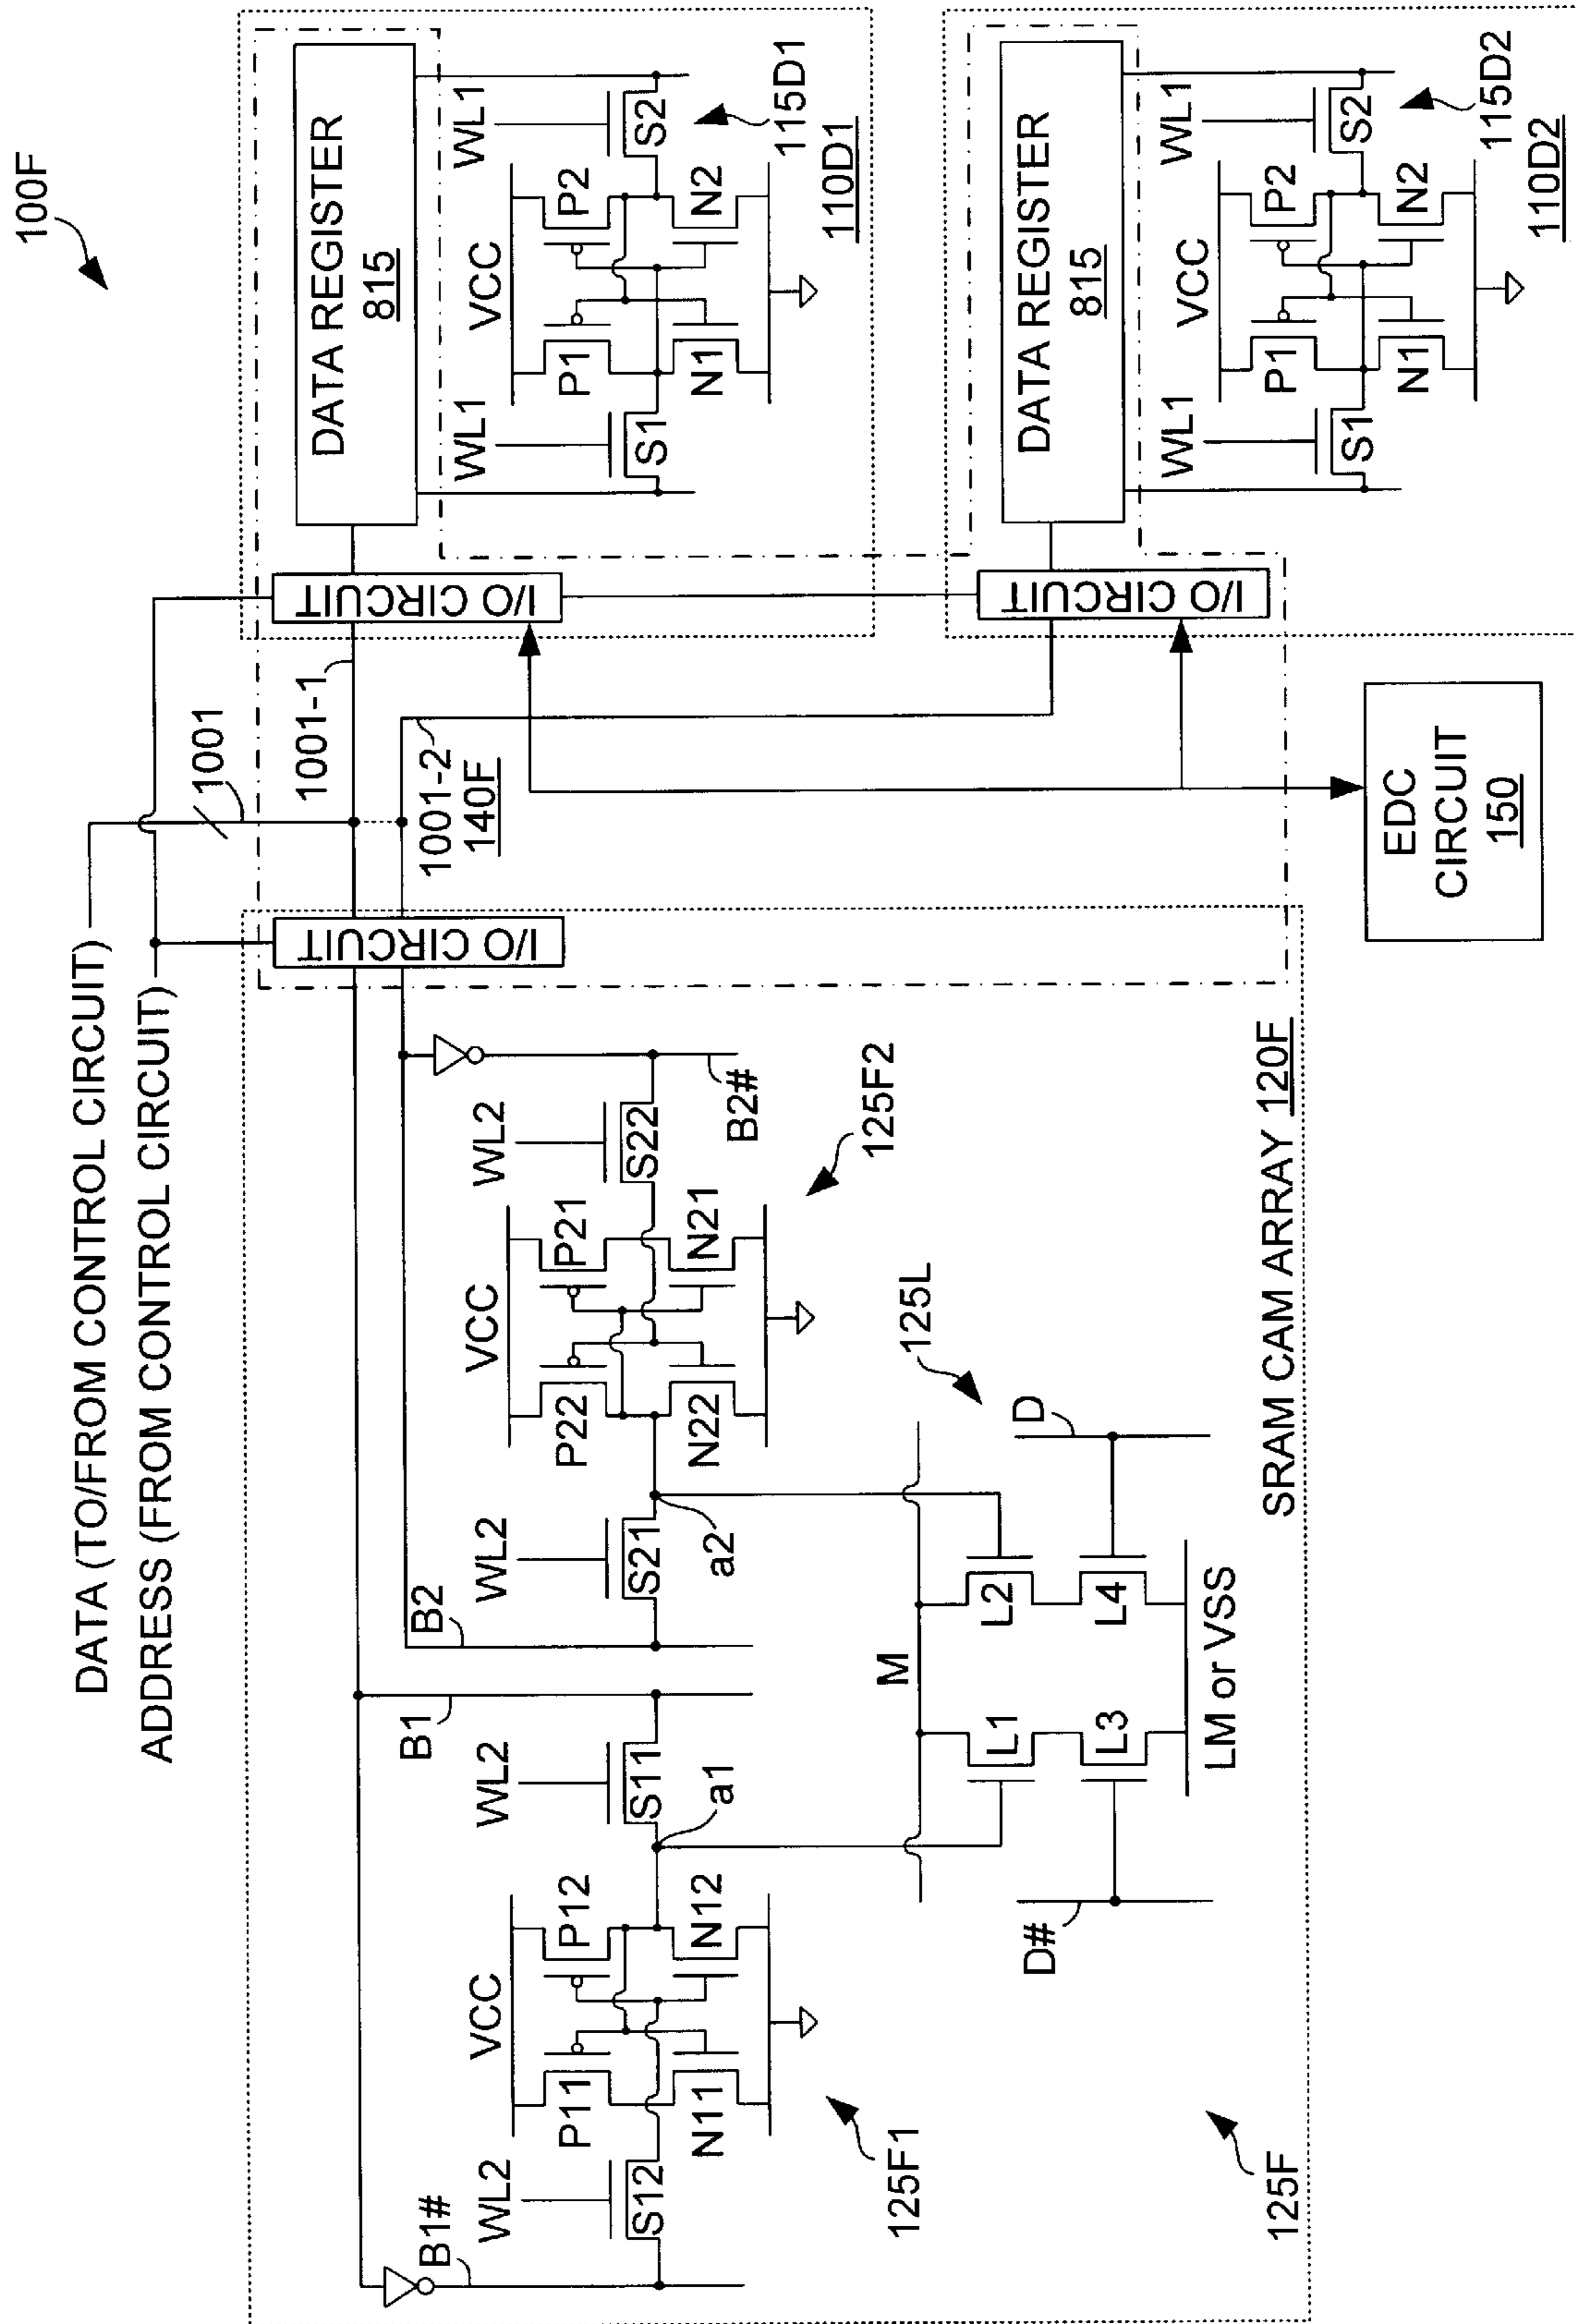 100F
DATA (TO/FROM CONTROL CIRCUIT)
ADDRESS (FROM CONTROL CIRCUIT)
1001
1001-1
1001-2
140F
I/O CIRCUIT
I/O CIRCUIT
I/O CIRCUIT
DATA REGISTER
815
WL1
WL1
VCC
P1
P2
S1
S2
N1
N2
115D1
110D1
DATA REGISTER
815
WL1
WL1
VCC
P1
P2
S1
S2
N1
N2
115D2
110D2
EDC
CIRCUIT
150
B1#
WL2
S12
VCC
P11
P12
N11
N12
WL2
S11
B1
a1
125F1
B2
WL2
S21
a2
VCC
P22
P21
N22
N21
WL2
S22
B2#
125F2
M
L1
L2
L3
L4
D#
D
125L
LM or VSS
125F
SRAM CAM ARRAY 120F